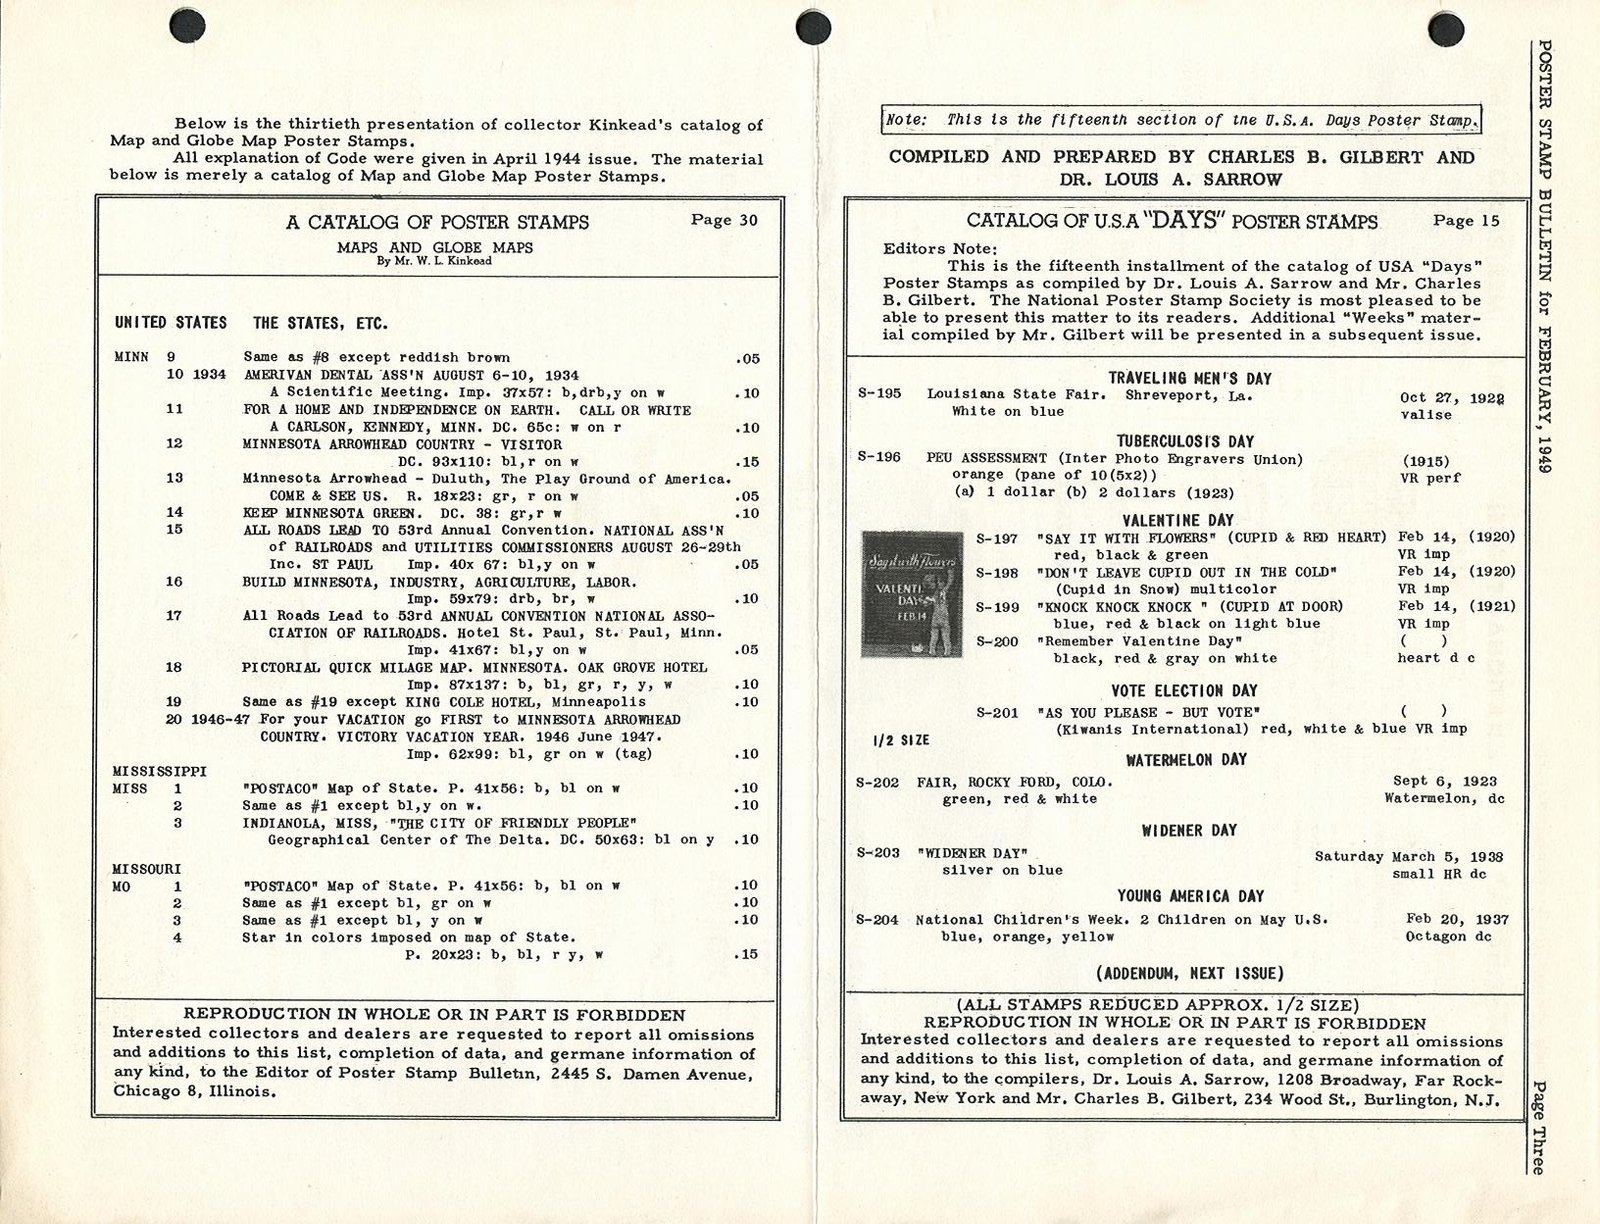 Below is the thirtieth presentation of collector Kinkead's catalog of
Map and Globe Map Poster Stamps.
All explanation of Code were given in April 1944 issue. The material
below is merely a catalog of Map and Globe Map Poster Stamps.
A CATALOG OF POSTER STAMPS Page 30
MAPS AND GLOBE MAPS
By Mr. W. L. Kinkead
UNITED STATES THE STATES, ETC.
MINN 9 Same as #8 except reddish brown .05
10 1934 AMERIVAN DENTAL ASS'N AUGUST 6-10, 1934
A Scientific Meeting. Imp. 37x57: b,drb,y on w .10
11 FOR A HOME AND INDEPENDENCE ON EARTH. CALL OR WRITE
A CARLSON, KENNEDY, MINN. DC. 65c: w on r .10
12 MINNESOTA ARROWHEAD COUNTRY - VISITOR
DC. 93x110: bl,r on w .15
13 Minnesota Arrowhead - Duluth, The Play Ground of America.
COME & SEE US. R. 18x23: gr, r on w .05
14 KEEP MINNESOTA GREEN. DC. 38: gr,r w .10
15 ALL ROADS LEAD TO 53rd Annual Convention. NATIONAL ASS'N
of RAILROADS and UTILITIES COMMISSIONERS AUGUST 26-29th
Inc. ST PAUL Imp. 40x 67: bl,y on w .05
16 BUILD MINNESOTA, INDUSTRY, AGRICULTURE, LABOR.
Imp. 59x79: drb, br, w .10
17 All Roads Lead to 53rd ANNUAL CONVENTION NATIONAL ASSO-
CIATION OF RAILROADS. Hotel St. Paul, St. Paul, Minn.
Imp. 41x67: bl,y on w .05
18 PICTORIAL QUICK MILAGE MAP. MINNESOTA. OAK GROVE HOTEL
Imp. 87x137: b, bl, gr, r, y, w .10
19 Same as #19 except KING COLE HOTEL, Minneapolis .10
20 1946-47 For your VACATION go FIRST to MINNESOTA ARROWHEAD
COUNTRY. VICTORY VACATION YEAR. 1946 June 1947.
Imp. 62x99: bl, gr on w (tag) .10
MISSISSIPPI
MISS 1 "POSTACO" Map of State. P. 41x56: b, bl on w .10
2 Same as #1 except bl,y on w. .10
3 INDIANOLA, MISS, "THE CITY OF FRIENDLY PEOPLE"
Geographical Center of The Delta. DC. 50x63: bl on y .10
MISSOURI
MO 1 "POSTACO" Map of State. P. 41x56: b, bl on w .10
2 Same as #1 except bl, gr on w .10
3 Same as #1 except bl, y on w .10
4 Star in colors imposed on map of State.
P. 20x23: b, bl, r y, w .15
REPRODUCTION IN WHOLE OR IN PART IS FORBIDDEN
Interested collectors and dealers are requested to report all omissions
and additions to this list, completion of data, and germane information of
any kind, to the Editor of Poster Stamp Bulletin, 2445 S. Damen Avenue,
Chicago 8, Illinois.
Note: This is the fifteenth section of the U.S.A. Days Poster Stamp.
COMPILED AND PREPARED BY CHARLES B. GILBERT AND
DR. LOUIS A. SARROW
CATALOG OF U.S.A "DAYS" POSTER STAMPS Page 15
Editors Note:
This is the fifteenth installment of the catalog of USA "Days"
Poster Stamps as compiled by Dr. Louis A. Sarrow and Mr. Charles
B. Gilbert. The National Poster Stamp Society is most pleased to be
able to present this matter to its readers. Additional "Weeks" mater-
ial compiled by Mr. Gilbert will be presented in a subsequent issue.
TRAVELING MEN'S DAY
S-195 Louisiana State Fair. Shreveport, La. Oct 27,
White on blue valise
TUBERCULOSIS DAY
S-196 PEU ASSESSMENT (Inter Photo Engravers Union) (1915)
orange (pane of 10(5x2)) VR perf
(a) 1 dollar (b) 2 dollars (1923)
VALENTINE DAY
S-197 "SAY IT WITH FLOWERS" (CUPID & RED HEART) Feb 14, (1920)
red, black & green VR imp
S-198 "DON'T LEAVE CUPID OUT IN THE COLD" Feb 14, (1920)
(Cupid in Snow) multicolor VR imp
S-199 "KNOCK KNOCK KNOCK " (CUPID AT DOOR) Feb 14, (1921)
blue, red & black on light blue VR imp
S-200 "Remember Valentine Day" ( )
black, red & gray on white heart d c
Say it with Flowers
VALENTI
DAY
FEB.14
VOTE ELECTION DAY
S-201 "AS YOU PLEASE - BUT VOTE" ( )
(Kiwanis International) red, white & blue VR imp
1/2 SIZE
WATERMELON DAY
S-202 FAIR, ROCKY FORD, COLO. Sept 6, 1923
green, red & white Watermelon, dc
WIDENER DAY
S-203 "WIDENER DAY" Saturday March 5, 1938
silver on blue small HR dc
YOUNG AMERICA DAY
S-204 National Children's Week. 2 Children on May U.S. Feb 20, 1937
blue, orange, yellow Octagon dc
(ADDENDUM, NEXT ISSUE)
(ALL STAMPS REDUCED APPROX. 1/2 SIZE)
REPRODUCTION IN WHOLE OR IN PART IS FORBIDDEN
Interested collectors and dealers are requested to report all omissions
and additions to this list, completion of data, and germane information of
any kind, to the compilers, Dr. Louis A. Sarrow, 1208 Broadway, Far Rock-
away, New York and Mr. Charles B. Gilbert, 234 Wood St., Burlington, N.J.
POSTER STAMP BULLETIN for FEBRUARY, 1949
Page Three